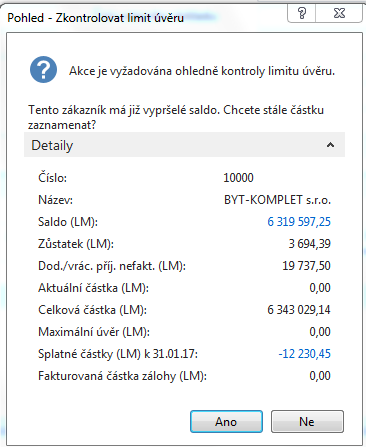 Pohled - Zkontrolovat limit úvěru
Akce je vyžadována ohledně kontroly limitu úvěru.
Tento zákazník má již vypršelé saldo. Chcete stále částku
zaznamenat?
Detaily
Číslo: 10000
Název: BYT-KOMPLET s.r.o.
Saldo (LM): 6 319 597,25
Zůstatek (LM): 3 694,39
Dod./vrác. příj. nefakt. (LM): 19 737,50
Aktuální částka (LM): 0,00
Celková částka (LM): 6 343 029,14
Maximální úvěr (LM): 0,00
Splatné částky (LM) k 31.01.17: -12 230,45
Fakturovaná částka zálohy (LM): 0,00
Ano Ne